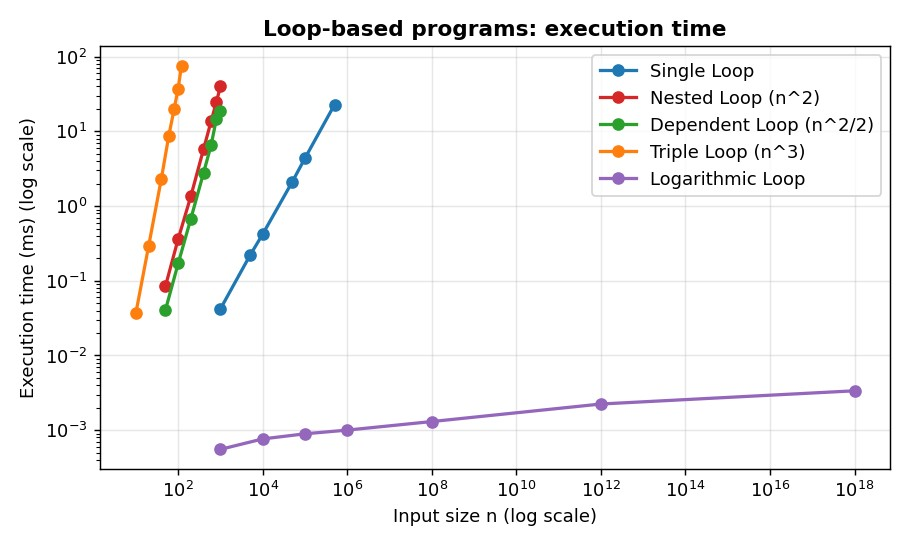 Loop-based programs: execution time
Execution time (ms) (log scale)
10^2
10^1
10^0
10^−1
10^−2
10^−3
Single Loop
Nested Loop (n^2)
Dependent Loop (n^2/2)
Triple Loop (n^3)
Logarithmic Loop
10^2 10^4 10^6 10^8 10^10 10^12 10^14 10^16 10^18
Input size n (log scale)